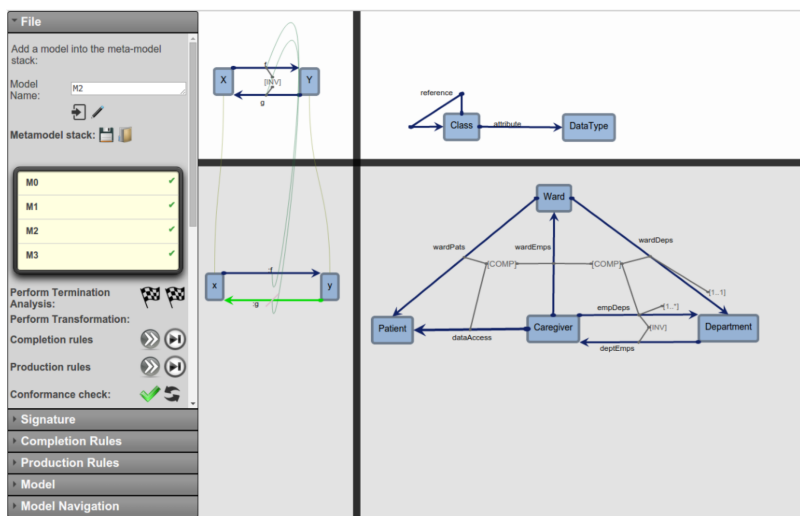 File
Add a model into the meta-model
stack:
Model
Name:
M2
Metamodel stack:
M0
M1
M2
M3
Perform Termination
Analysis:
Perform Transformation:
Completion rules
Production rules
Conformance check:
Signature
Completion Rules
Production Rules
Model
Model Navigation
X
f
Y
[INV]
g
x
:f
y
:g
reference
Class
attribute
DataType
Ward
wardPats
wardEmps
wardDeps
[COMP]
[COMP]
[1..1]
empDeps
[1..*]
Patient
Caregiver
[INV]
Department
dataAccess
deptEmps